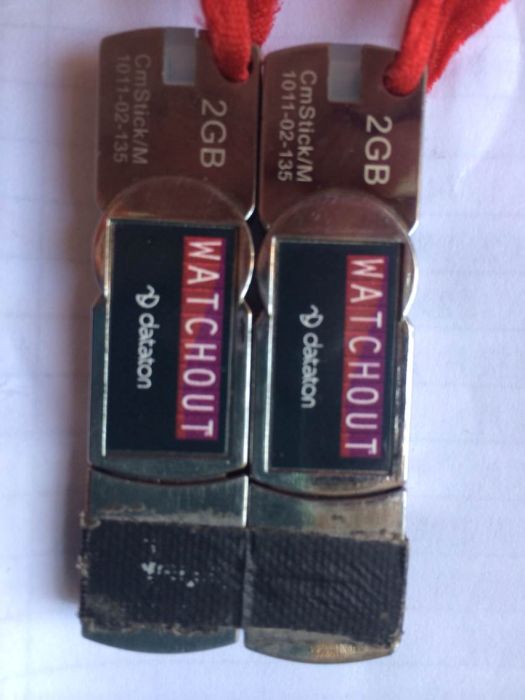 2GB
CmStick/M
1011-02-135
WATCHOUT
dataton
2GB
CmStick/M
1011-02-135
WATCHOUT
dataton